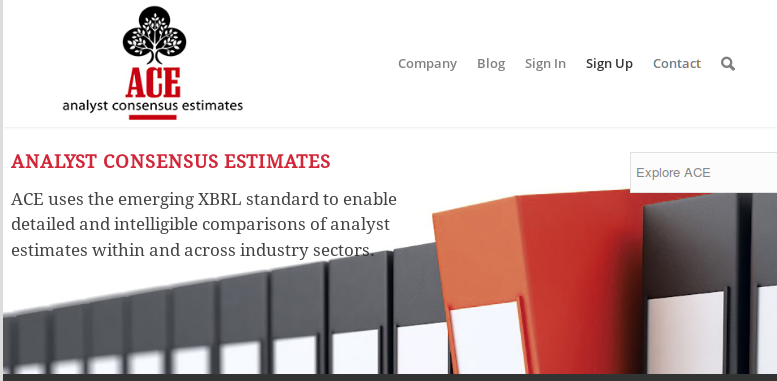 ACE
analyst consensus estimates
Company Blog Sign In Sign Up Contact
ANALYST CONSENSUS ESTIMATES
Explore ACE
ACE uses the emerging XBRL standard to enable
detailed and intelligible comparisons of analyst
estimates within and across industry sectors.